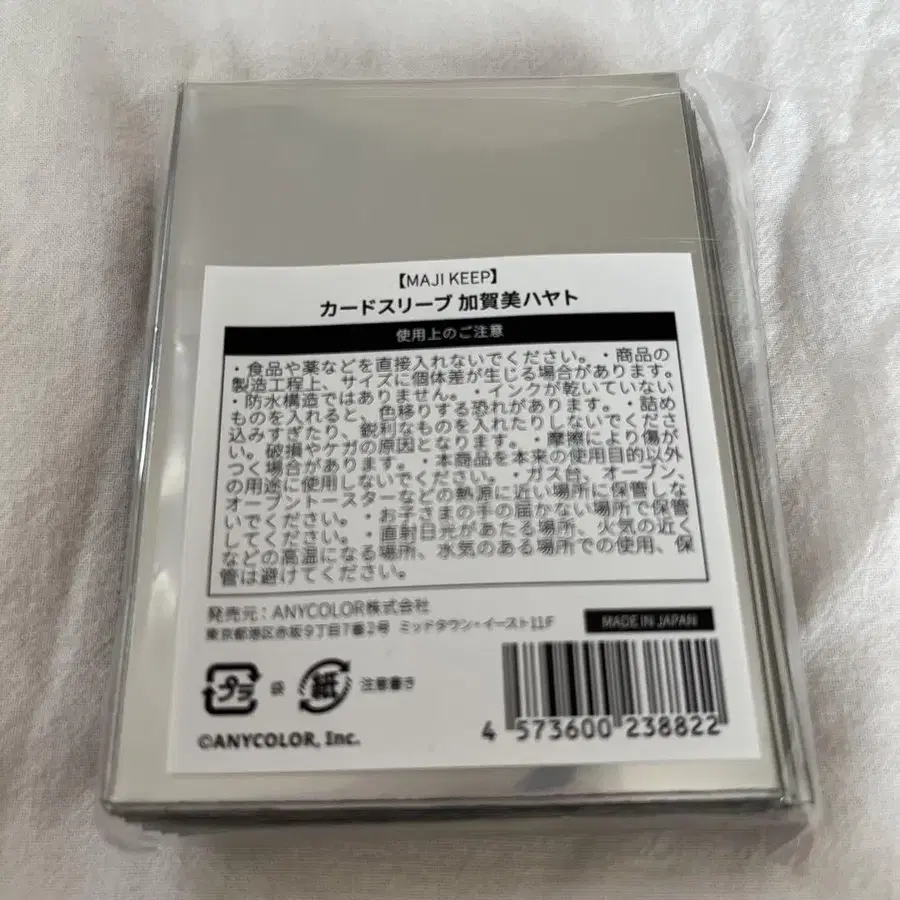 【MAJI KEEP】
カードスリーブ 加賀美ハヤト
使用上のご注意
・食品や薬などを直接入れないでください。・商品の
製造工程上、サイズに個体差が生じる場合があります。
・防水構造ではありません。・インクが乾いていない
ものを入れると、色移りする恐れがあります。・詰め
込みすぎたり、鋭利なものを入れたりしないでくださ
い。破損やケガの原因となります。・摩擦により傷が
つく場合があります。・本商品を本来の使用目的以外
の用途に使用しないでください。・ガス台、オーブン、
オーブントースターなどの熱源に近い場所に保管しな
いでください。・お子さまの手の届かない場所で保管
してください。・直射日光があたる場所、火気の近く
などの高温になる場所、水気のある場所での使用、保
管は避けてください。
発売元：ANYCOLOR株式会社
東京都港区赤坂9丁目7番2号 ミッドタウン・イースト11F
MADE IN JAPAN
プラ 袋 紙 注意書き
©ANYCOLOR, Inc.
4 573600 238822